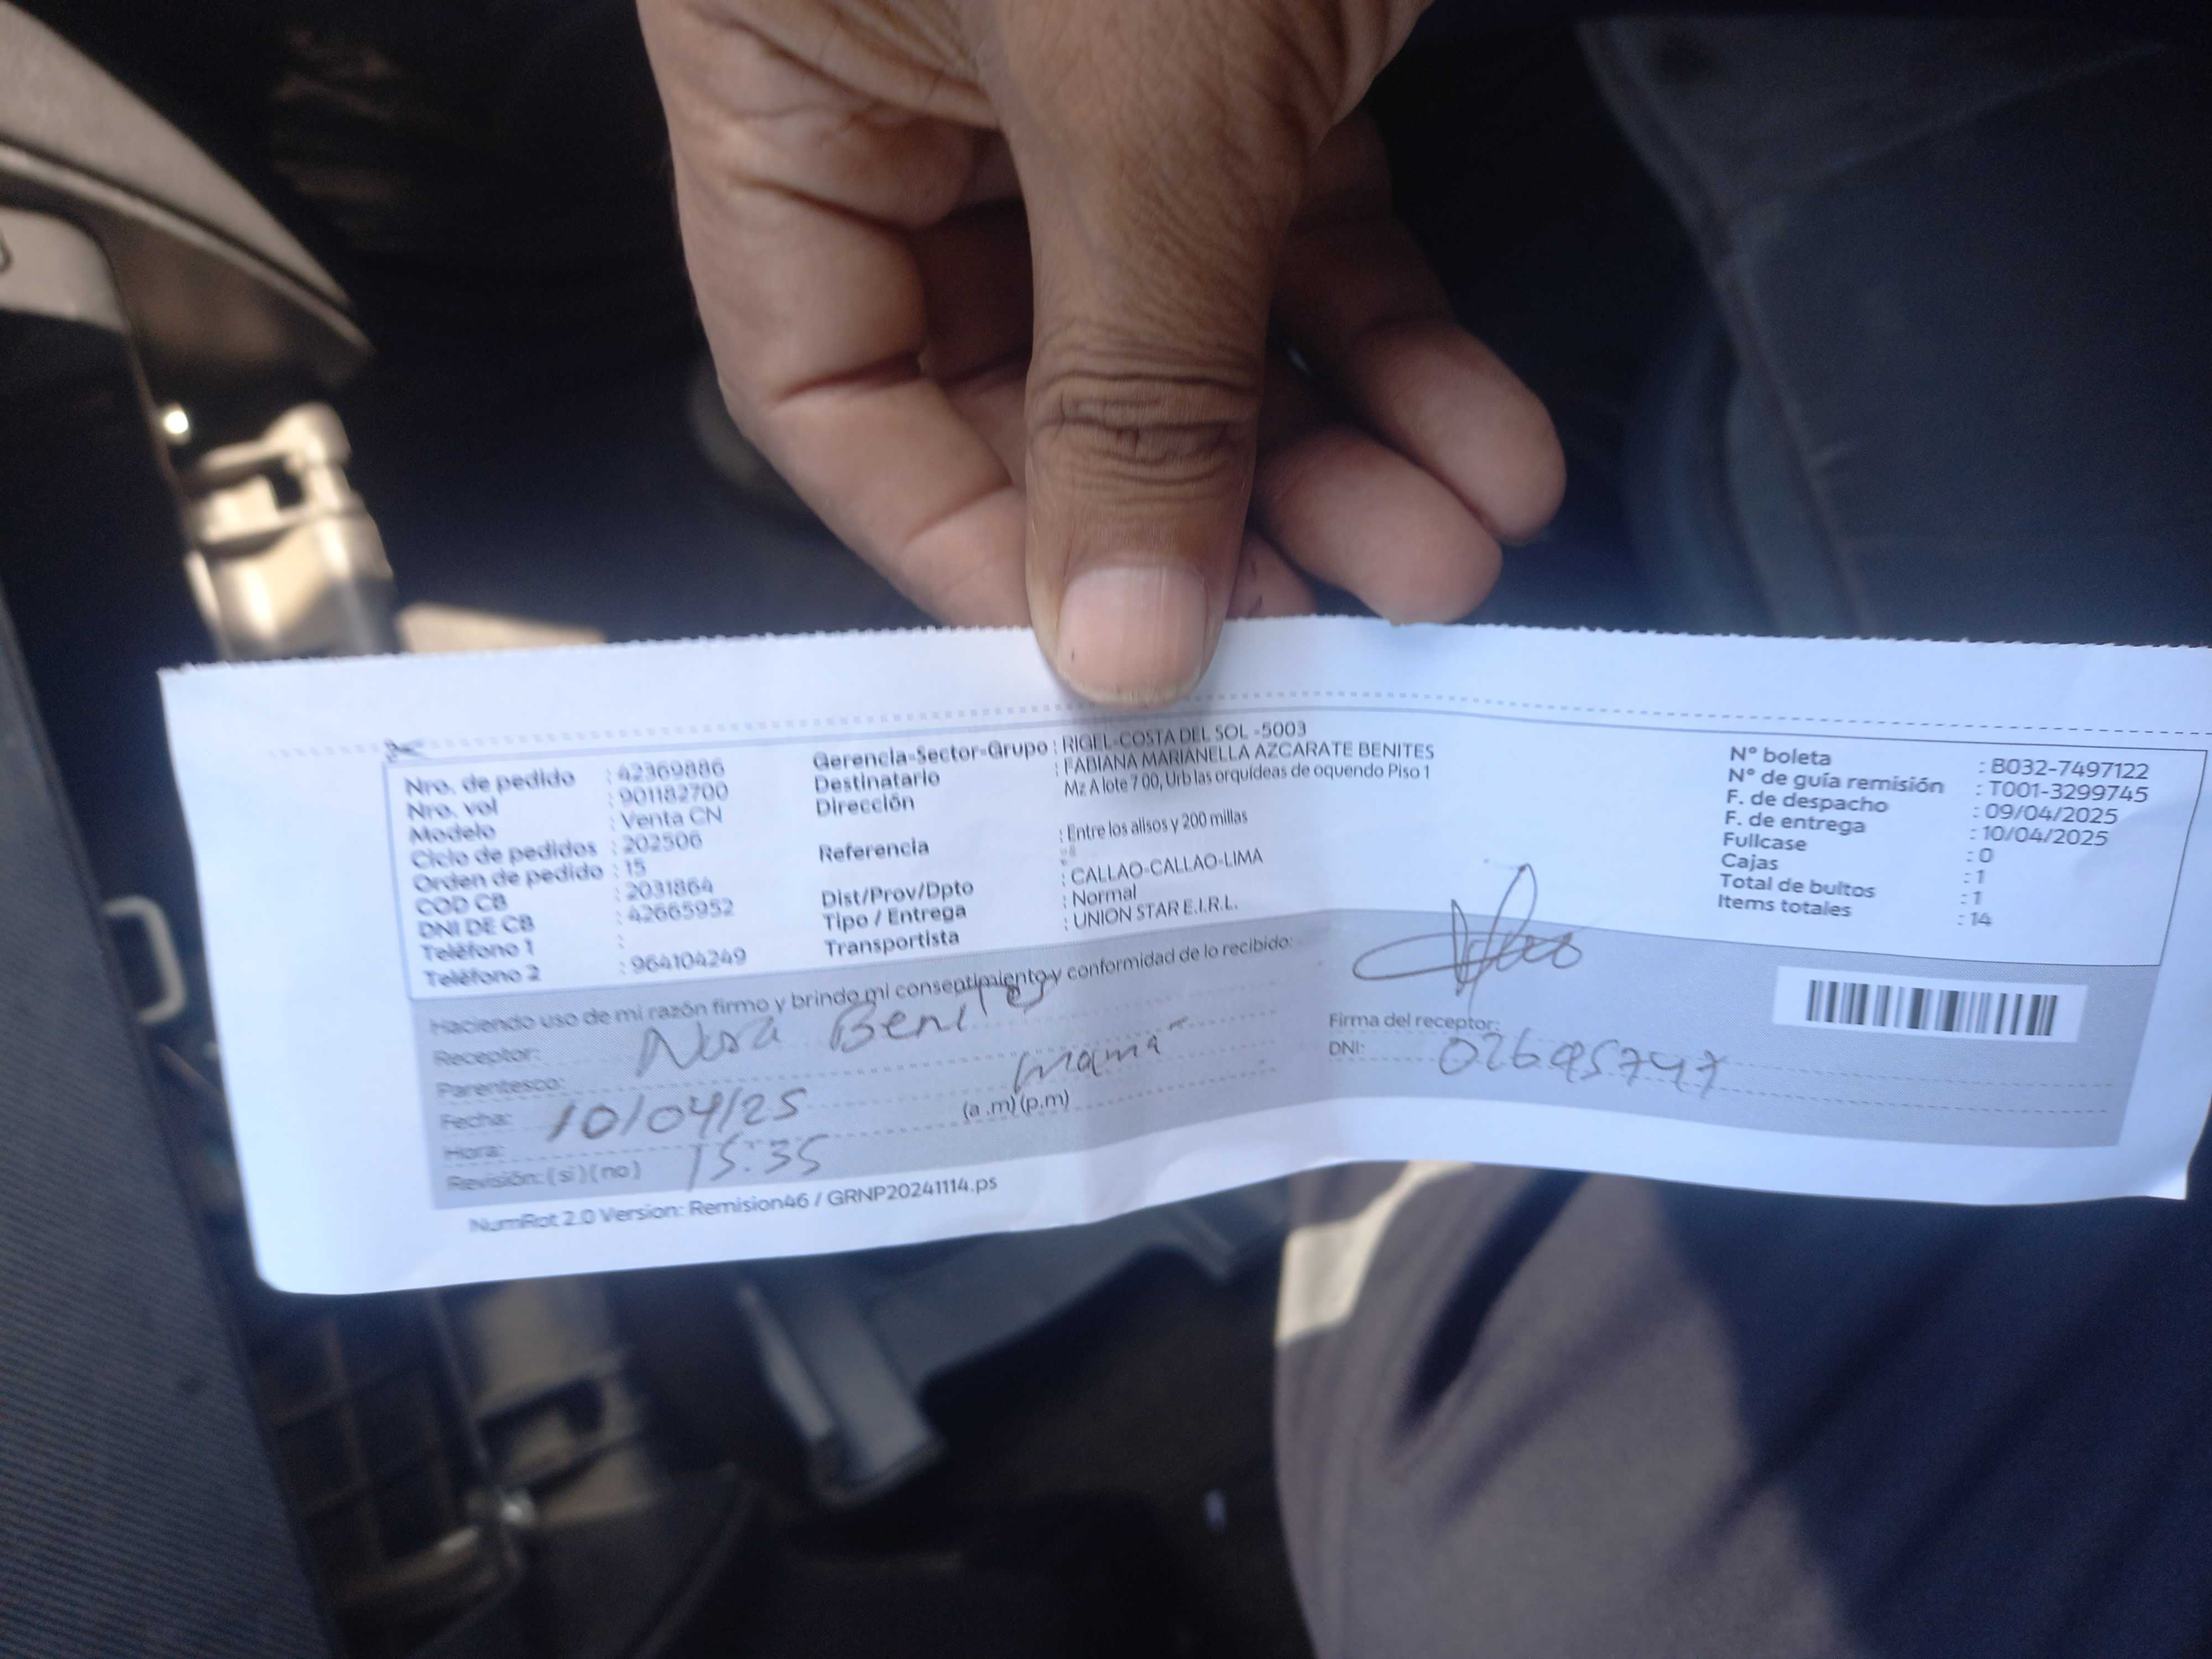 Nro. de pedido : 42369886
Nro. vol : 901182700
Modelo : Venta CN
Ciclo de pedidos : 202506
Orden de pedido : 15
COD CB : 2031864
DNI DE CB : 42665952
Teléfono 1 :
Teléfono 2 : 964104249
Gerencia-Sector-Grupo : RIGEL-COSTA DEL SOL -5003
Destinatario : FABIANA MARIANELLA AZCARATE BENITES
Dirección Mz A lote 7 00, Urb las orquídeas de oquendo Piso 1
Referencia : Entre los alisos y 200 millas
Dist/Prov/Dpto : CALLAO-CALLAO-LIMA
Tipo / Entrega : Normal
Transportista : UNION STAR E.I.R.L.
N° boleta : B032-7497122
N° de guía remisión : T001-3299745
F. de despacho : 09/04/2025
F. de entrega : 10/04/2025
Fullcase : 0
Cajas : 1
Total de bultos : 1
Items totales : 14
Haciendo uso de mi razón firmo y brindo mi consentimiento y conformidad de lo recibido:
Receptor: Nora Benites
Parentesco: mamá
Fecha: 10/04/25
Hora: 15:35 (a .m) (p.m)
Revisión: ( si ) ( no )
Firma del receptor:
DNI: 02695747
NumRot 2.0 Version: Remision46 / GRNP20241114.ps